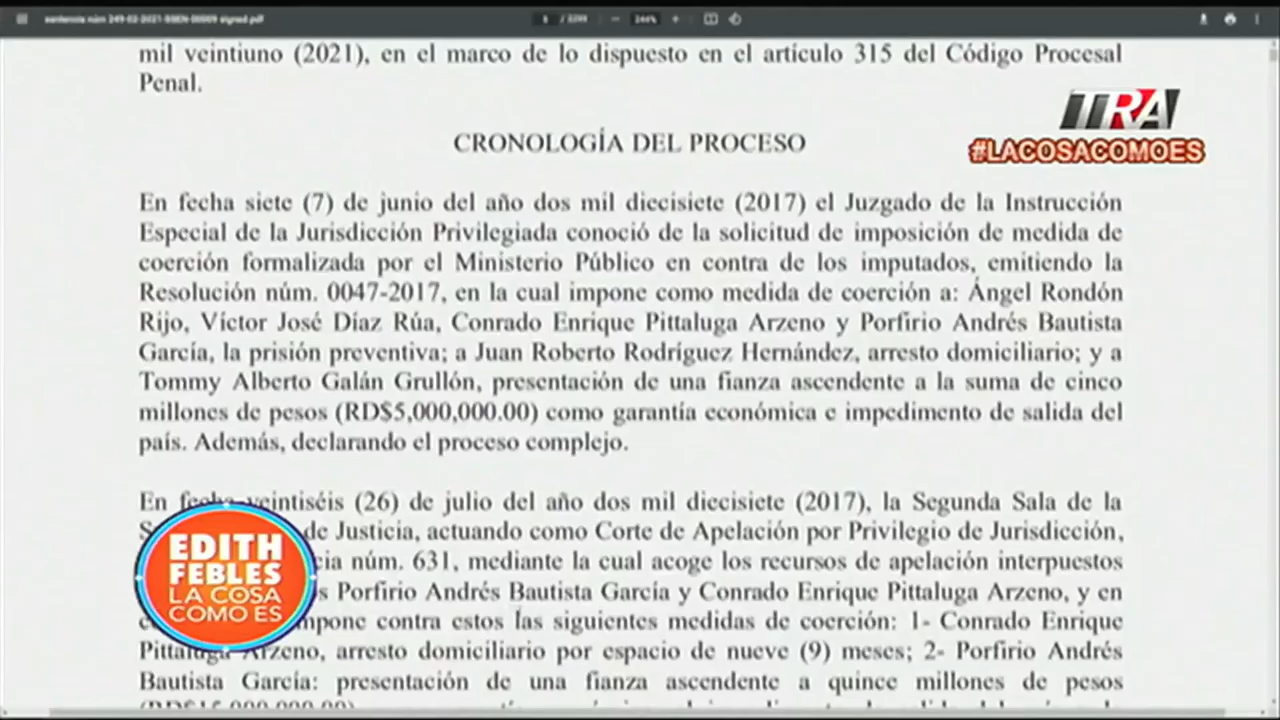 sentencia núm 249-02-2021-SSEN-00009 signed.pdf
244%
mil veintiuno (2021), en el marco de lo dispuesto en el artículo 315 del Código Procesal
Penal.
TRA
#LACOSACOMOES
CRONOLOGÍA DEL PROCESO
En fecha siete (7) de junio del año dos mil diecisiete (2017) el Juzgado de la Instrucción
Especial de la Jurisdicción Privilegiada conoció de la solicitud de imposición de medida de
coerción formalizada por el Ministerio Público en contra de los imputados, emitiendo la
Resolución núm. 0047-2017, en la cual impone como medida de coerción a: Ángel Rondón
Rijo, Víctor José Díaz Rúa, Conrado Enrique Pittaluga Arzeno y Porfirio Andrés Bautista
García, la prisión preventiva; a Juan Roberto Rodríguez Hernández, arresto domiciliario; y a
Tommy Alberto Galán Grullón, presentación de una fianza ascendente a la suma de cinco
millones de pesos (RD$5,000,000.00) como garantía económica e impedimento de salida del
país. Además, declarando el proceso complejo.
En fecha veintiséis (26) de julio del año dos mil diecisiete (2017), la Segunda Sala de la
de Justicia, actuando como Corte de Apelación por Privilegio de Jurisdicción,
núm. 631, mediante la cual acoge los recursos de apelación interpuestos
Porfirio Andrés Bautista García y Conrado Enrique Pittaluga Arzeno, y en
impone contra estos las siguientes medidas de coerción: 1- Conrado Enrique
Pittaluga Arzeno, arresto domiciliario por espacio de nueve (9) meses; 2- Porfirio Andrés
Bautista García: presentación de una fianza ascendente a quince millones de pesos
EDITH
FEBLES
LA COSA
COMO ES